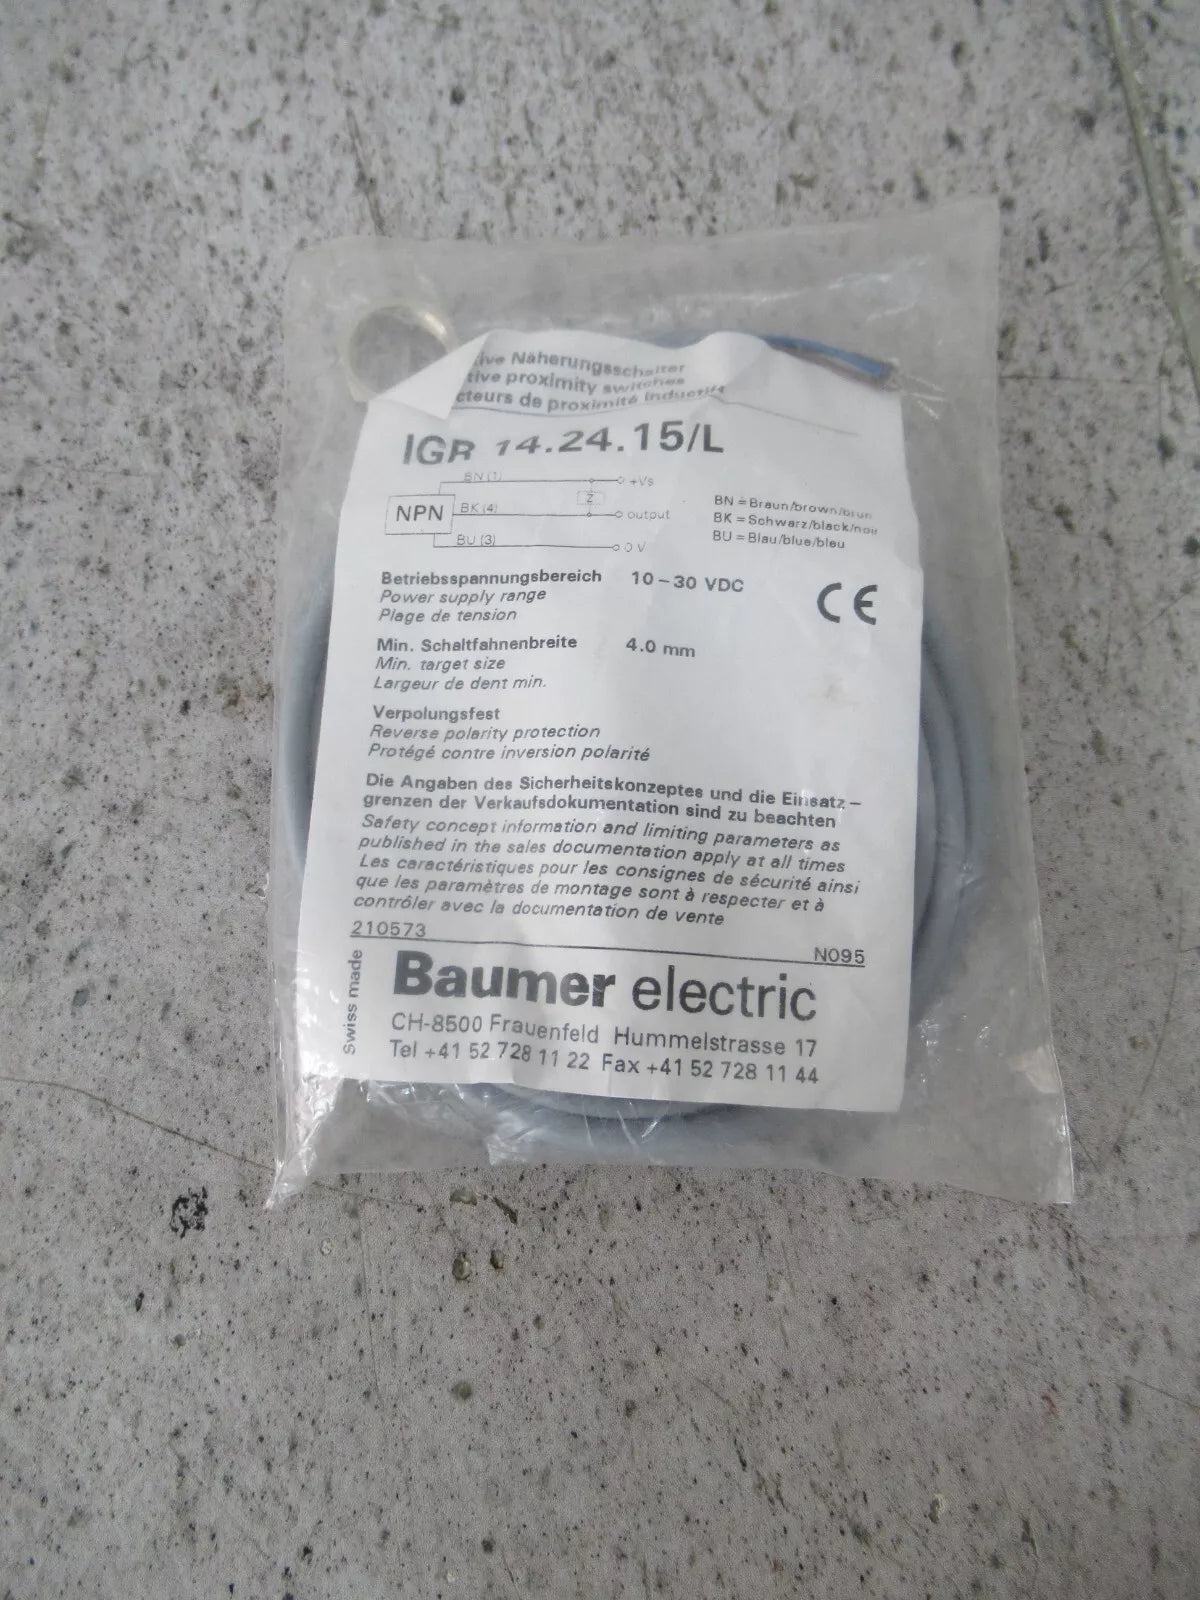 Näherungsschalter
proximity switches
de proximité inductifs
IGR 14.24.15/L
BN (1)
+Vs
Z
NPN
BK (4)
output
BU (3)
0 V
BN = Braun/brown/brun
BK = Schwarz/black/noir
BU = Blau/blue/bleu
Betriebsspannungsbereich 10-30 VDC
Power supply range
Plage de tension
CE
Min. Schaltfahnenbreite 4.0 mm
Min. target size
Largeur de dent min.
Verpolungsfest
Reverse polarity protection
Protégé contre inversion polarité
Die Angaben des Sicherheitskonzeptes und die Einsatz-
grenzen der Verkaufsdokumentation sind zu beachten
Safety concept information and limiting parameters as
published in the sales documentation apply at all times
Les caractéristiques pour les consignes de sécurité ainsi
que les paramètres de montage sont à respecter et à
contrôler avec la documentation de vente
210573 N095
Swiss made
Baumer electric
CH-8500 Frauenfeld Hummelstrasse 17
Tel +41 52 728 11 22 Fax +41 52 728 11 44